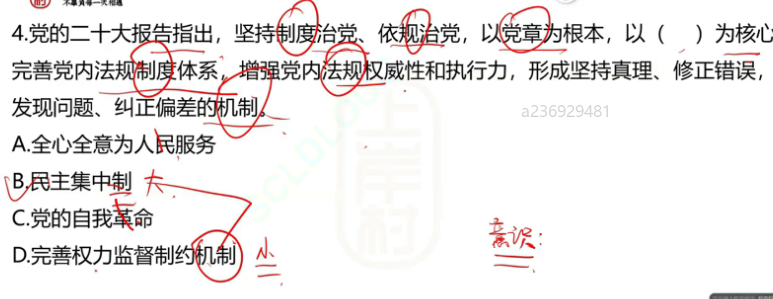 4.党的二十大报告指出，坚持制度治党、依规治党，以党章为根本，以（ ）为核心
完善党内法规制度体系，增强党内法规权威性和执行力，形成坚持真理、修正错误，
发现问题、纠正偏差的机制。
a236929481
A.全心全意为人民服务
B.民主集中制 大
C.党的自我革命
D.完善权力监督制约机制 小
意识：
上岸村